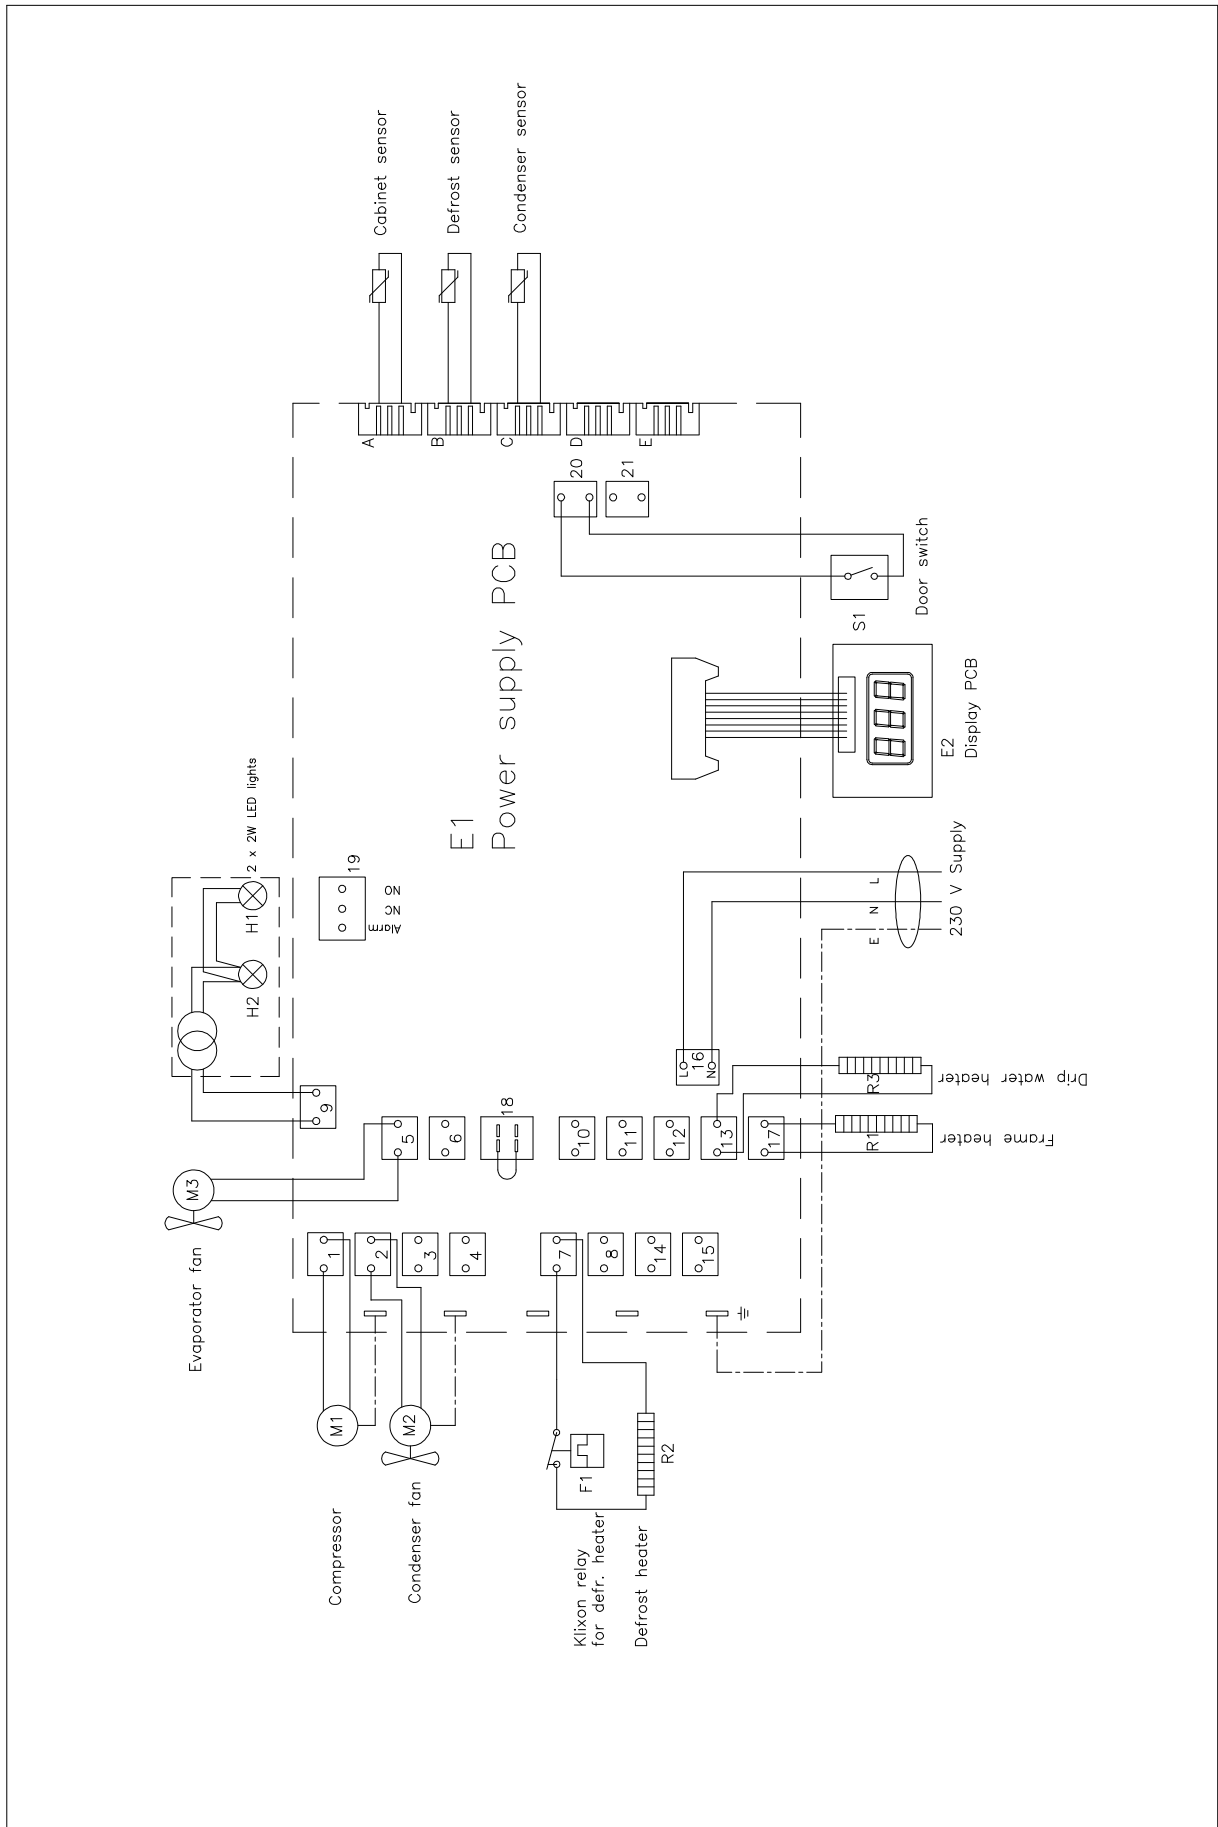 Cabinet sensor
Defrost sensor
Condenser sensor
A
B
C
D
E
20
21
Door switch
S1
E1
Power supply PCB
E2
Display PCB
2 x 2W LED lights
H1
H2
19
NO
NC
Alarm
L
N
E
230 V Supply
L
16
N
9
5
6
18
10
11
12
13
17
R3
Drip water heater
R1
Frame heater
M3
Evaporator fan
1
2
3
4
7
8
14
15
M1
M2
F1
R2
Compressor
Condenser fan
Klixon relay
for defr. heater
Defrost heater